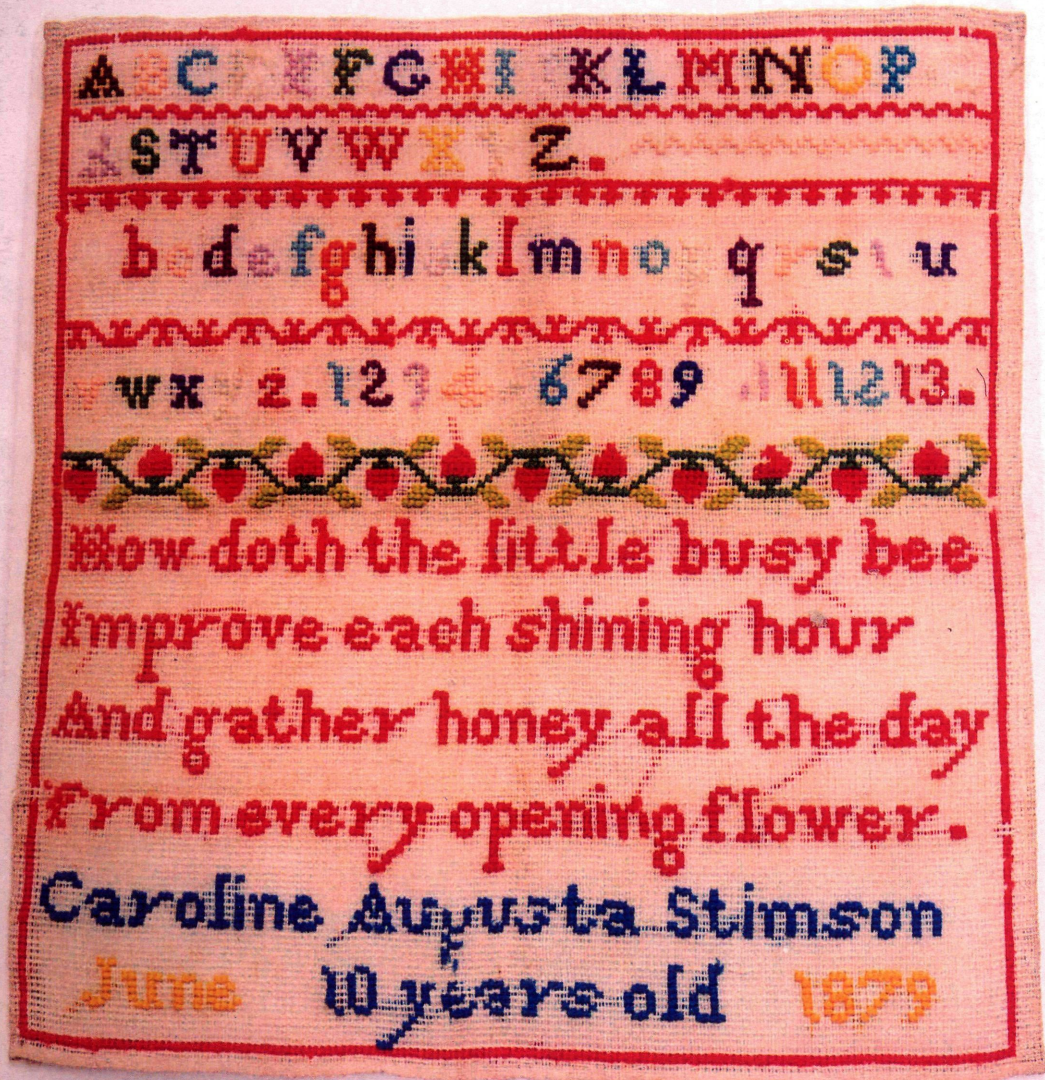 A B C D E F G H I K L M N O P
R S T U V W X Y Z.
b c d e f g h i k l m n o p q r s t u
v w x y z. 1 2 3 4 5 6 7 8 9 11 12 13.
How doth the little busy bee
Improve each shining hour
And gather honey all the day
From every opening flower.
Caroline Augusta Stimson
June 10 years old 1879